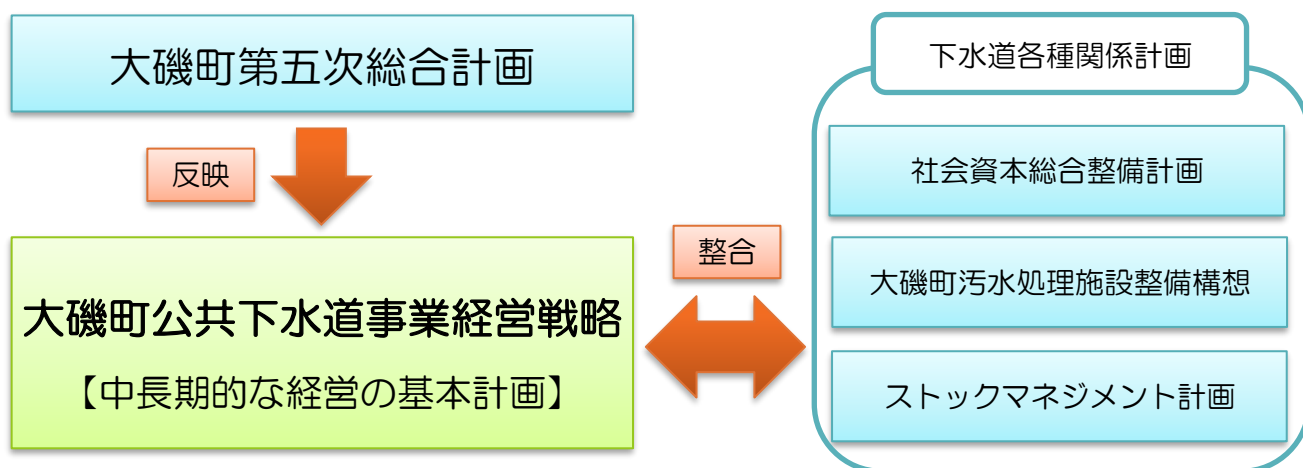 大磯町第五次総合計画
反映
大磯町公共下水道事業経営戦略
【中長期的な経営の基本計画】
整合
下水道各種関係計画
社会資本総合整備計画
大磯町汚水処理施設整備構想
ストックマネジメント計画